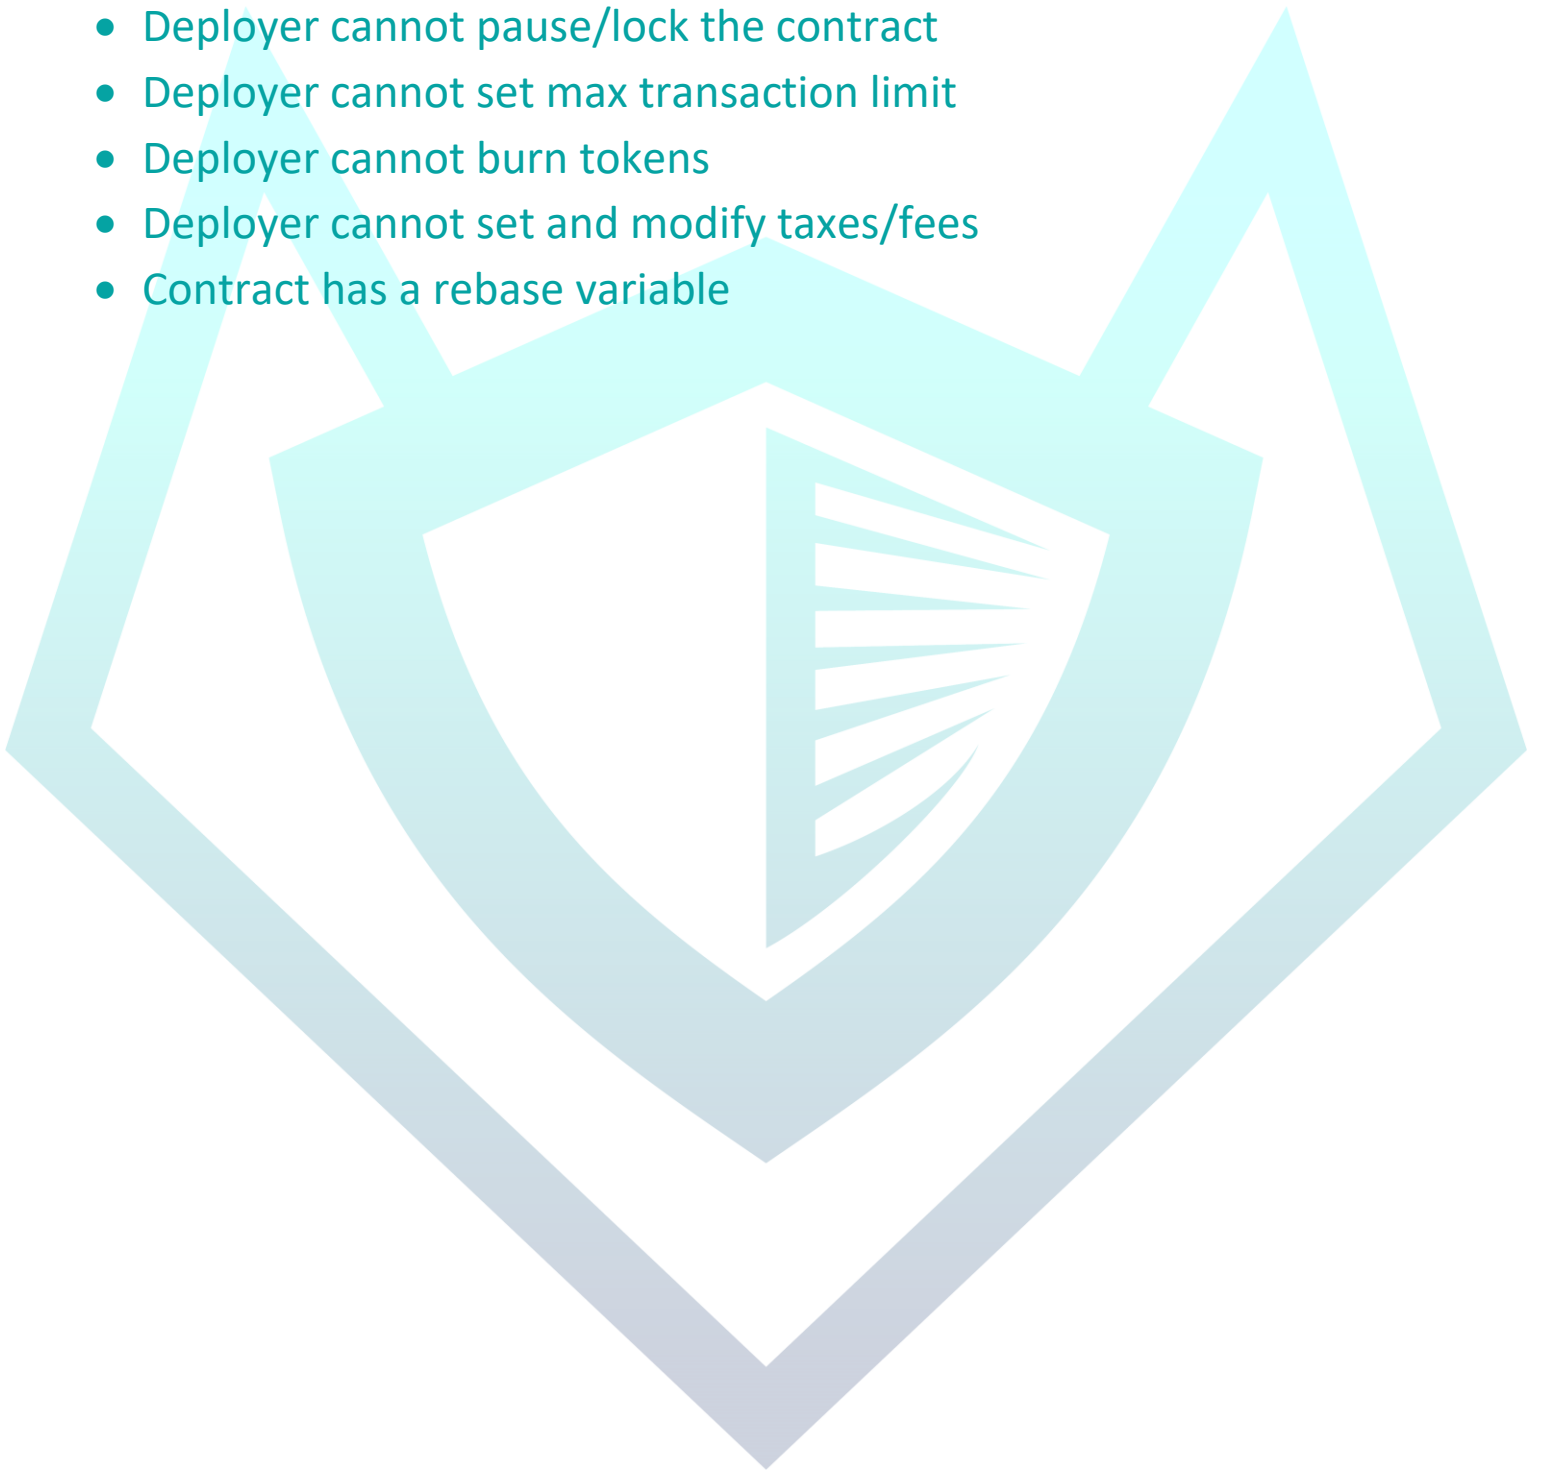 • Deployer cannot pause/lock the contract
• Deployer cannot set max transaction limit
• Deployer cannot burn tokens
• Deployer cannot set and modify taxes/fees
• Contract has a rebase variable